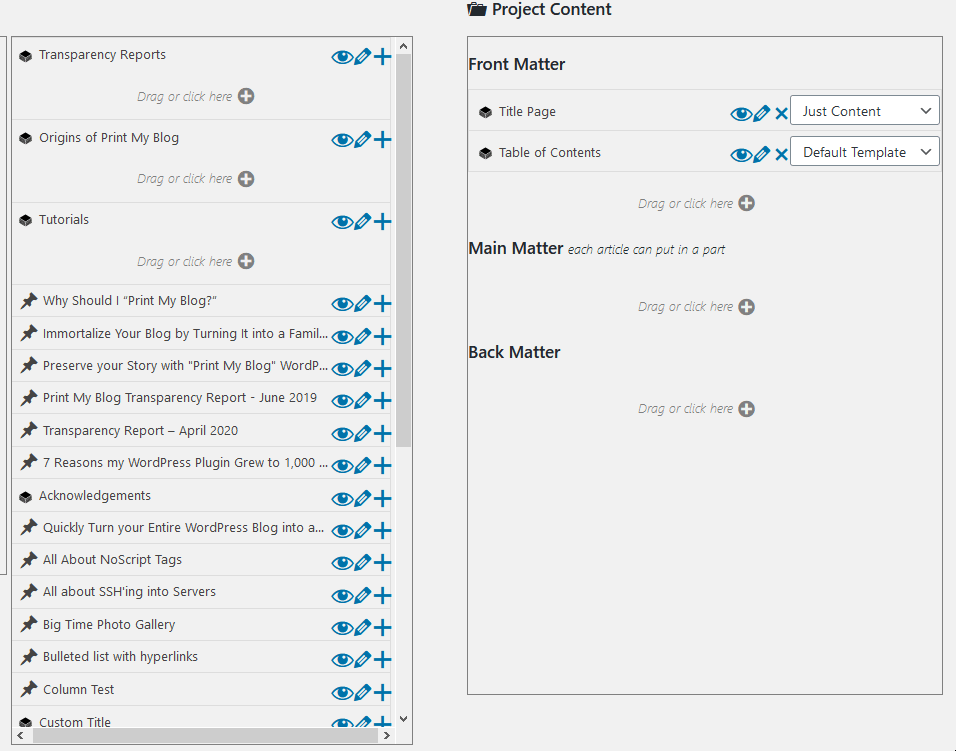 Project Content
Transparency Reports
Drag or click here
Origins of Print My Blog
Drag or click here
Tutorials
Drag or click here
Why Should I “Print My Blog?”
Immortalize Your Blog by Turning It into a Famil...
Preserve your Story with "Print My Blog" WordP...
Print My Blog Transparency Report - June 2019
Transparency Report – April 2020
7 Reasons my WordPress Plugin Grew to 1,000 ...
Acknowledgements
Quickly Turn your Entire WordPress Blog into a...
All About NoScript Tags
All about SSH'ing into Servers
Big Time Photo Gallery
Bulleted list with hyperlinks
Column Test
Custom Title
Front Matter
Title Page Just Content
Table of Contents Default Template
Drag or click here
Main Matter each article can put in a part
Drag or click here
Back Matter
Drag or click here